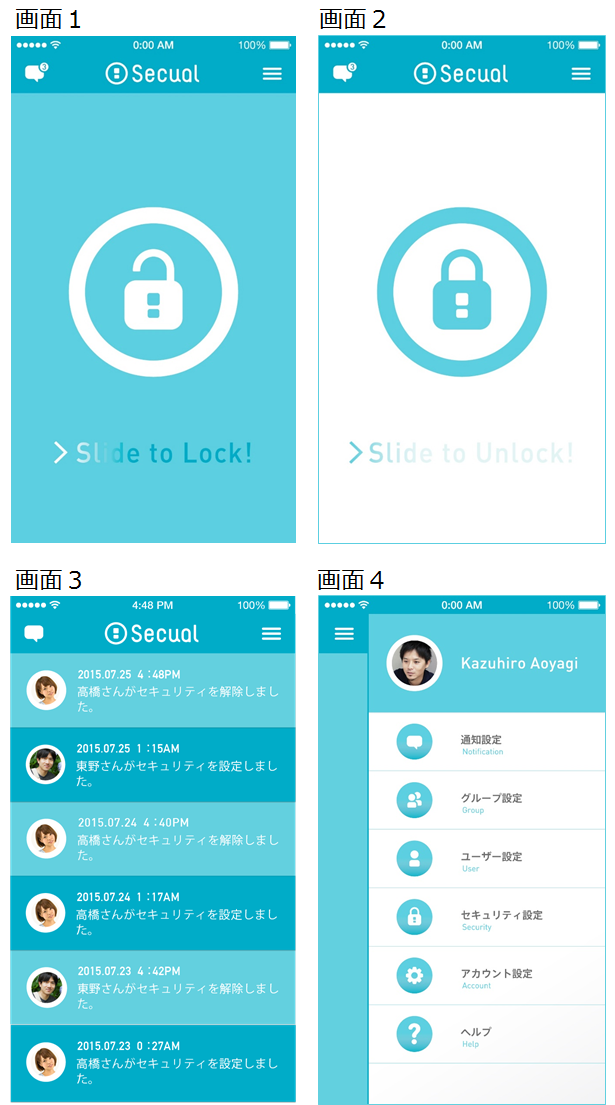 画面１
0:00 AM 100%
3 Secual
> Slide to Lock!
画面２
0:00 AM 100%
3 Secual
> Slide to Unlock!
画面３
4:48 PM 100%
Secual
2015.07.25 4:48PM
高橋さんがセキュリティを解除しまし
た。
2015.07.25 1:15AM
東野さんがセキュリティを設定しまし
た。
2015.07.24 4:40PM
高橋さんがセキュリティを解除しまし
た。
2015.07.24 1:17AM
高橋さんがセキュリティを設定しまし
た。
2015.07.23 4:42PM
東野さんがセキュリティを解除しまし
た。
2015.07.23 0:27AM
高橋さんがセキュリティを設定しまし
た。
画面４
0:00 AM 100%
Kazuhiro Aoyagi
通知設定
Notification
グループ設定
Group
ユーザー設定
User
セキュリティ設定
Security
アカウント設定
Account
ヘルプ
Help